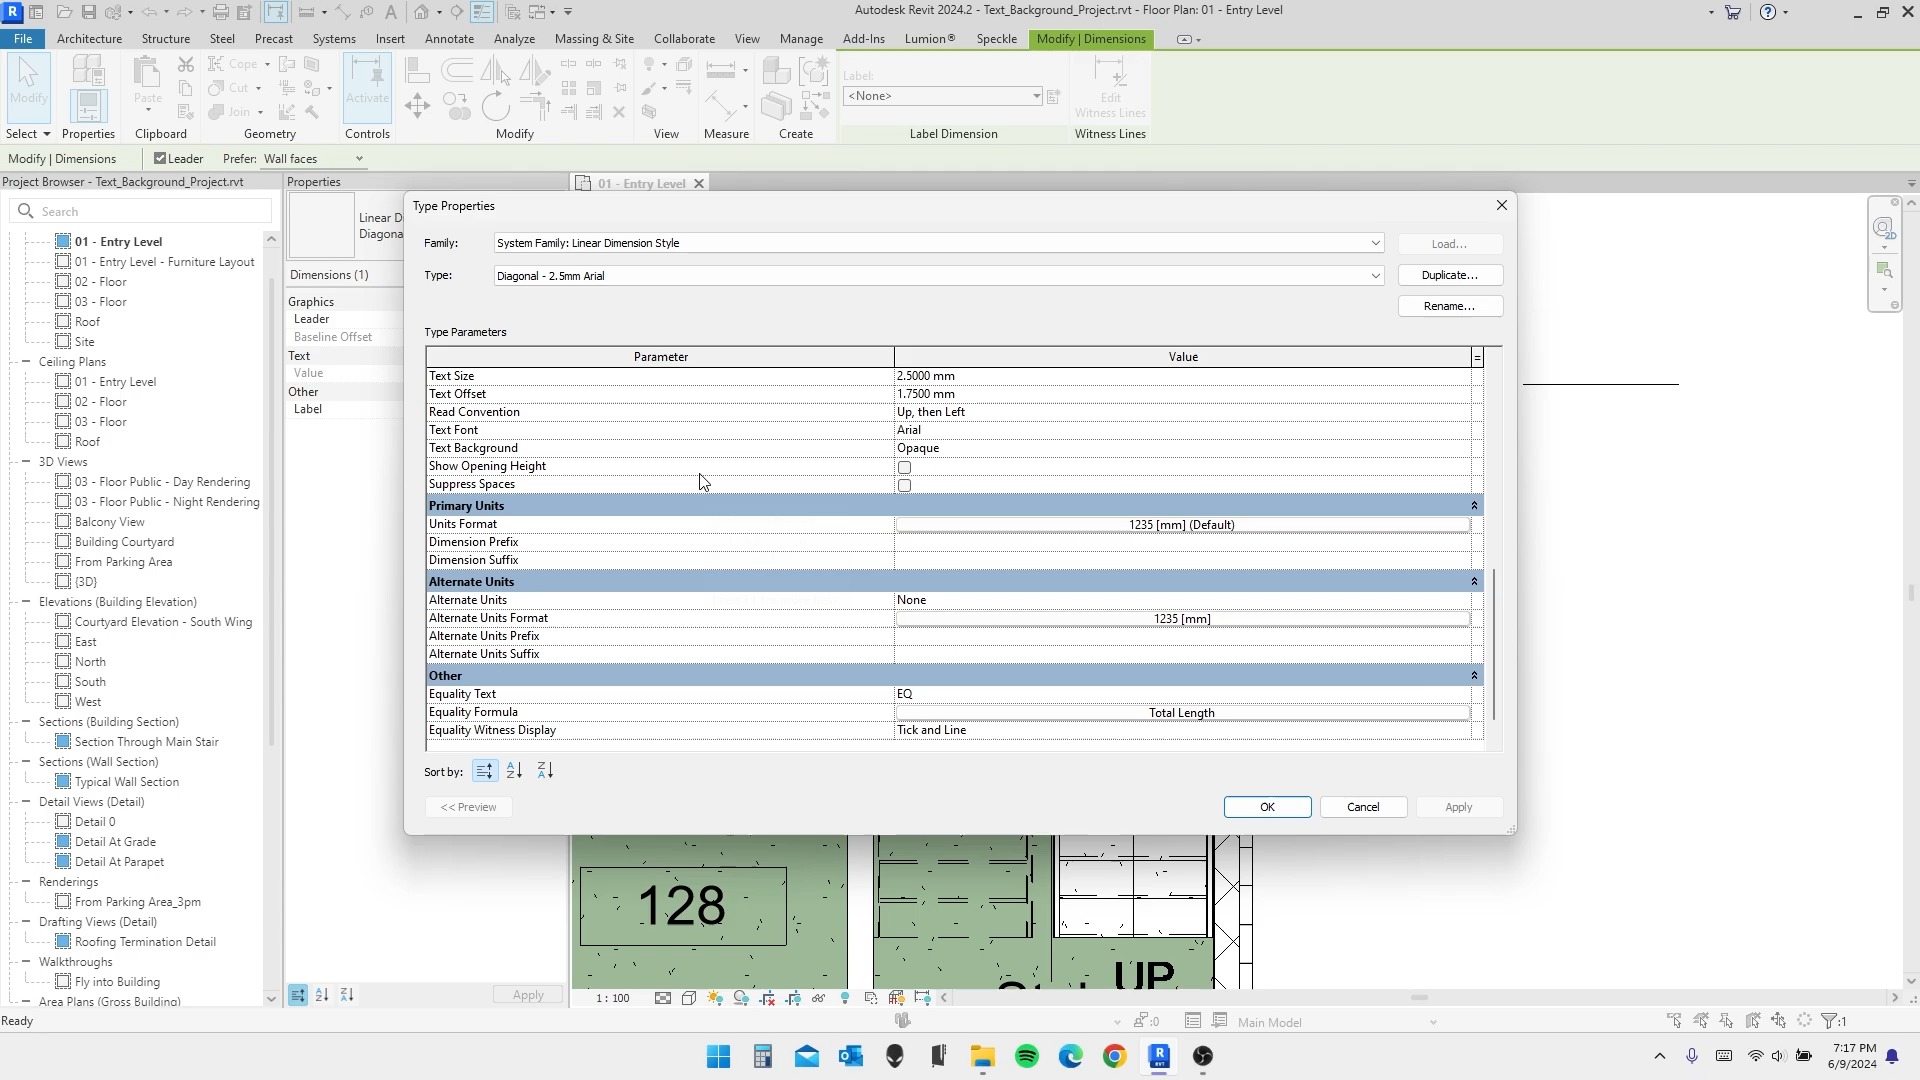 Autodesk Revit 2024.2 - Text_Background_Project.rvt - Floor Plan: 01 - Entry Level
File Architecture Structure Steel Precast Systems Insert Annotate Analyze Massing & Site Collaborate View Manage Add-Ins Lumion® Speckle Modify | Dimensions
Modify
Paste
Cope
Cut
Join
Activate
Label:
<None>
Edit
Witness Lines
Select Properties Clipboard Geometry Controls Modify View Measure Create Label Dimension Witness Lines
Modify | Dimensions Leader Prefer: Wall faces
Project Browser - Text_Background_Project.rvt
Search
01 - Entry Level
01 - Entry Level - Furniture Layout
02 - Floor
03 - Floor
Roof
Site
Ceiling Plans
01 - Entry Level
02 - Floor
03 - Floor
Roof
3D Views
03 - Floor Public - Day Rendering
03 - Floor Public - Night Rendering
Balcony View
Building Courtyard
From Parking Area
{3D}
Elevations (Building Elevation)
Courtyard Elevation - South Wing
East
North
South
West
Sections (Building Section)
Section Through Main Stair
Sections (Wall Section)
Typical Wall Section
Detail Views (Detail)
Detail 0
Detail At Grade
Detail At Parapet
Renderings
From Parking Area_3pm
Drafting Views (Detail)
Roofing Termination Detail
Walkthroughs
Fly into Building
Area Plans (Gross Building)
Properties
Linear D
Diagona
Dimensions (1)
Graphics
Leader
Baseline Offset
Text
Value
Other
Label
Apply
01 - Entry Level
Type Properties
Family: System Family: Linear Dimension Style Load...
Type: Diagonal - 2.5mm Arial Duplicate...
Rename...
Type Parameters
Parameter Value =
Text Size 2.5000 mm
Text Offset 1.7500 mm
Read Convention Up, then Left
Text Font Arial
Text Background Opaque
Show Opening Height
Suppress Spaces
Primary Units
Units Format 1235 [mm] (Default)
Dimension Prefix
Dimension Suffix
Alternate Units
Alternate Units None
Alternate Units Format 1235 [mm]
Alternate Units Prefix
Alternate Units Suffix
Other
Equality Text EQ
Equality Formula Total Length
Equality Witness Display Tick and Line
Sort by:
<< Preview OK Cancel Apply
128
UP
1 : 100
Ready
:0
Main Model
:1
7:17 PM
6/9/2024